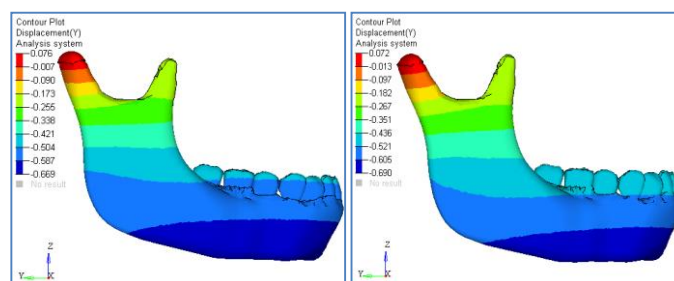 Contour Plot
Displacement(Y)
Analysis system
0.076
-0.007
-0.090
-0.173
-0.255
-0.338
-0.421
-0.504
-0.587
-0.669
No result
Z
Y
X
Contour Plot
Displacement(Y)
Analysis system
0.072
-0.013
-0.097
-0.182
-0.267
-0.351
-0.436
-0.521
-0.605
-0.690
No result
Z
Y
X